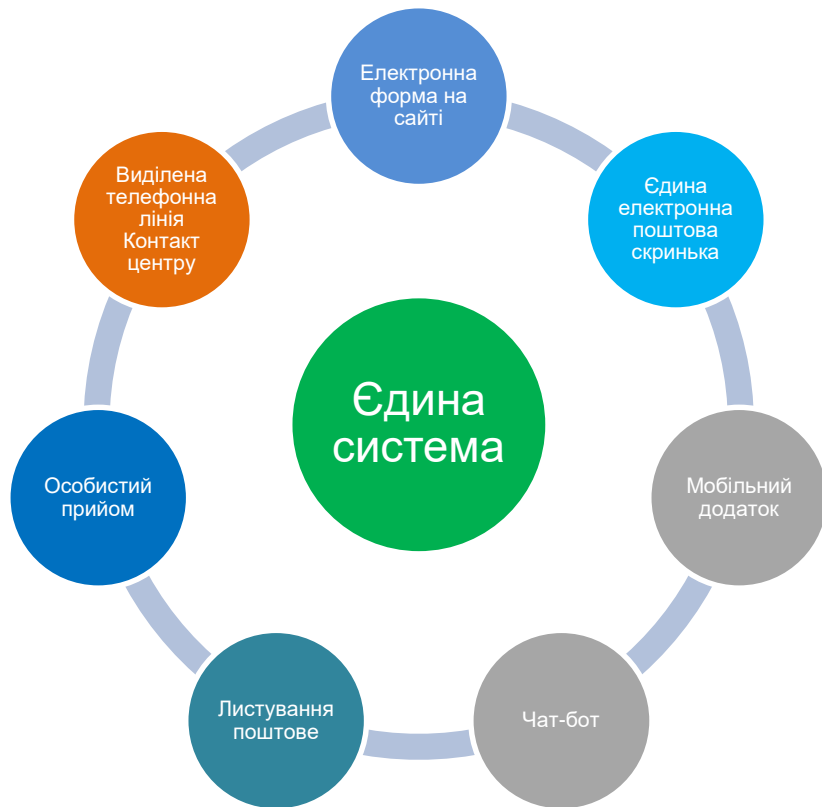 Електронна
форма на
сайті
Єдина
електронна
поштова
скринька
Мобільний
додаток
Чат-бот
Листування
поштове
Особистий
прийом
Виділена
телефонна
лінія
Контакт
центру
Єдина
система